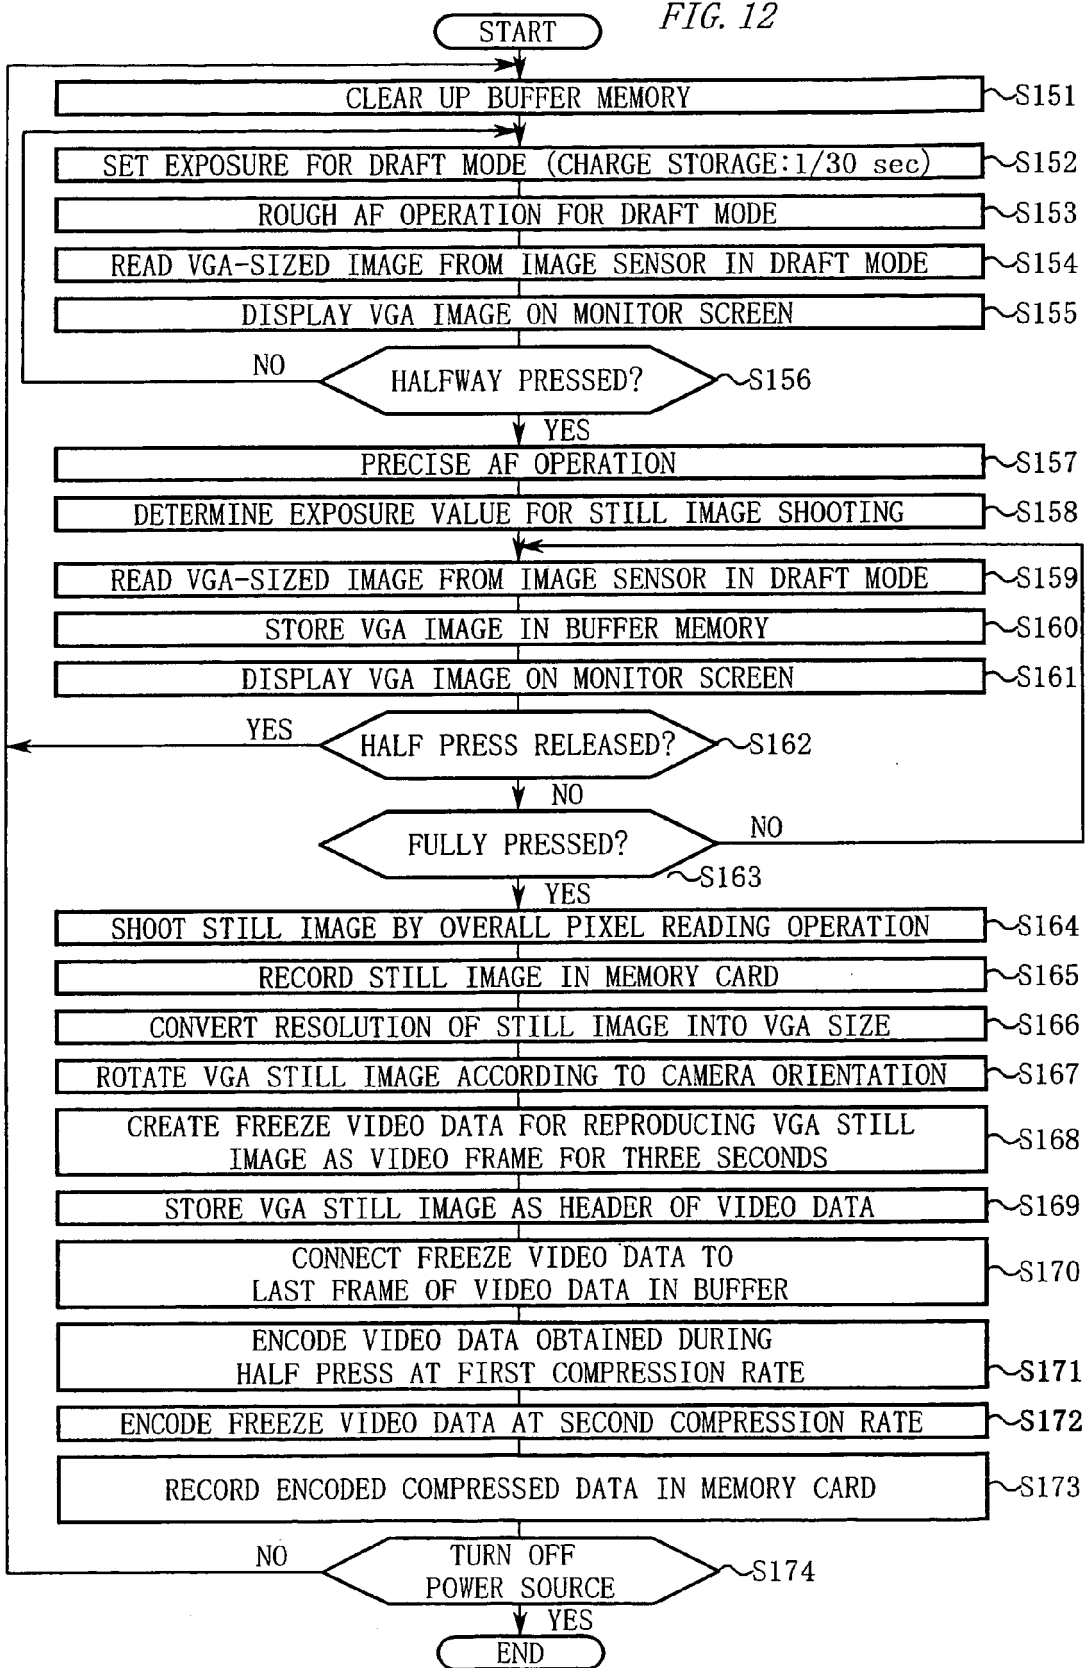 FIG. 12
START
CLEAR UP BUFFER MEMORY
S151
SET EXPOSURE FOR DRAFT MODE (CHARGE STORAGE:1/30 sec)
S152
ROUGH AF OPERATION FOR DRAFT MODE
S153
READ VGA-SIZED IMAGE FROM IMAGE SENSOR IN DRAFT MODE
S154
DISPLAY VGA IMAGE ON MONITOR SCREEN
S155
NO
HALFWAY PRESSED?
S156
YES
PRECISE AF OPERATION
S157
DETERMINE EXPOSURE VALUE FOR STILL IMAGE SHOOTING
S158
READ VGA-SIZED IMAGE FROM IMAGE SENSOR IN DRAFT MODE
S159
STORE VGA IMAGE IN BUFFER MEMORY
S160
DISPLAY VGA IMAGE ON MONITOR SCREEN
S161
YES
HALF PRESS RELEASED?
S162
NO
FULLY PRESSED?
NO
S163
YES
SHOOT STILL IMAGE BY OVERALL PIXEL READING OPERATION
S164
RECORD STILL IMAGE IN MEMORY CARD
S165
CONVERT RESOLUTION OF STILL IMAGE INTO VGA SIZE
S166
ROTATE VGA STILL IMAGE ACCORDING TO CAMERA ORIENTATION
S167
CREATE FREEZE VIDEO DATA FOR REPRODUCING VGA STILL
IMAGE AS VIDEO FRAME FOR THREE SECONDS
S168
STORE VGA STILL IMAGE AS HEADER OF VIDEO DATA
S169
CONNECT FREEZE VIDEO DATA TO
LAST FRAME OF VIDEO DATA IN BUFFER
S170
ENCODE VIDEO DATA OBTAINED DURING
HALF PRESS AT FIRST COMPRESSION RATE
S171
ENCODE FREEZE VIDEO DATA AT SECOND COMPRESSION RATE
S172
RECORD ENCODED COMPRESSED DATA IN MEMORY CARD
S173
NO
TURN OFF
POWER SOURCE
S174
YES
END